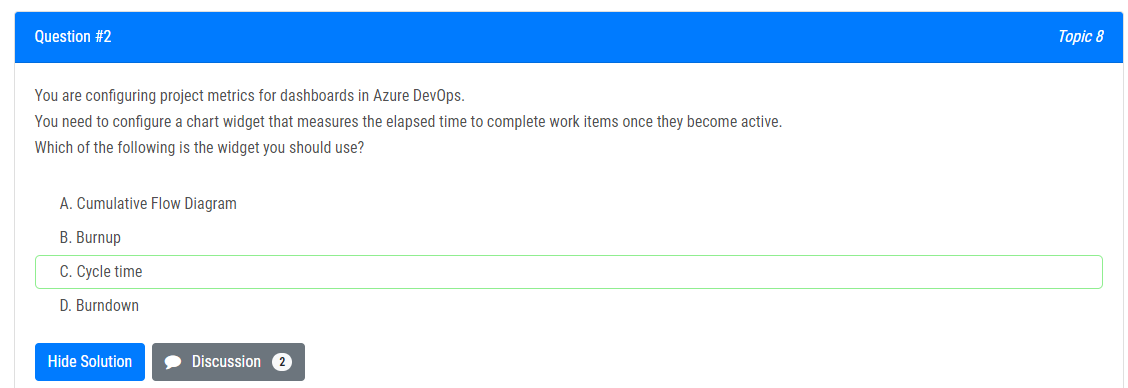 Question #2
Topic 8
You are configuring project metrics for dashboards in Azure DevOps.
You need to configure a chart widget that measures the elapsed time to complete work items once they become active.
Which of the following is the widget you should use?
A. Cumulative Flow Diagram
B. Burnup
C. Cycle time
D. Burndown
Hide Solution
Discussion 2